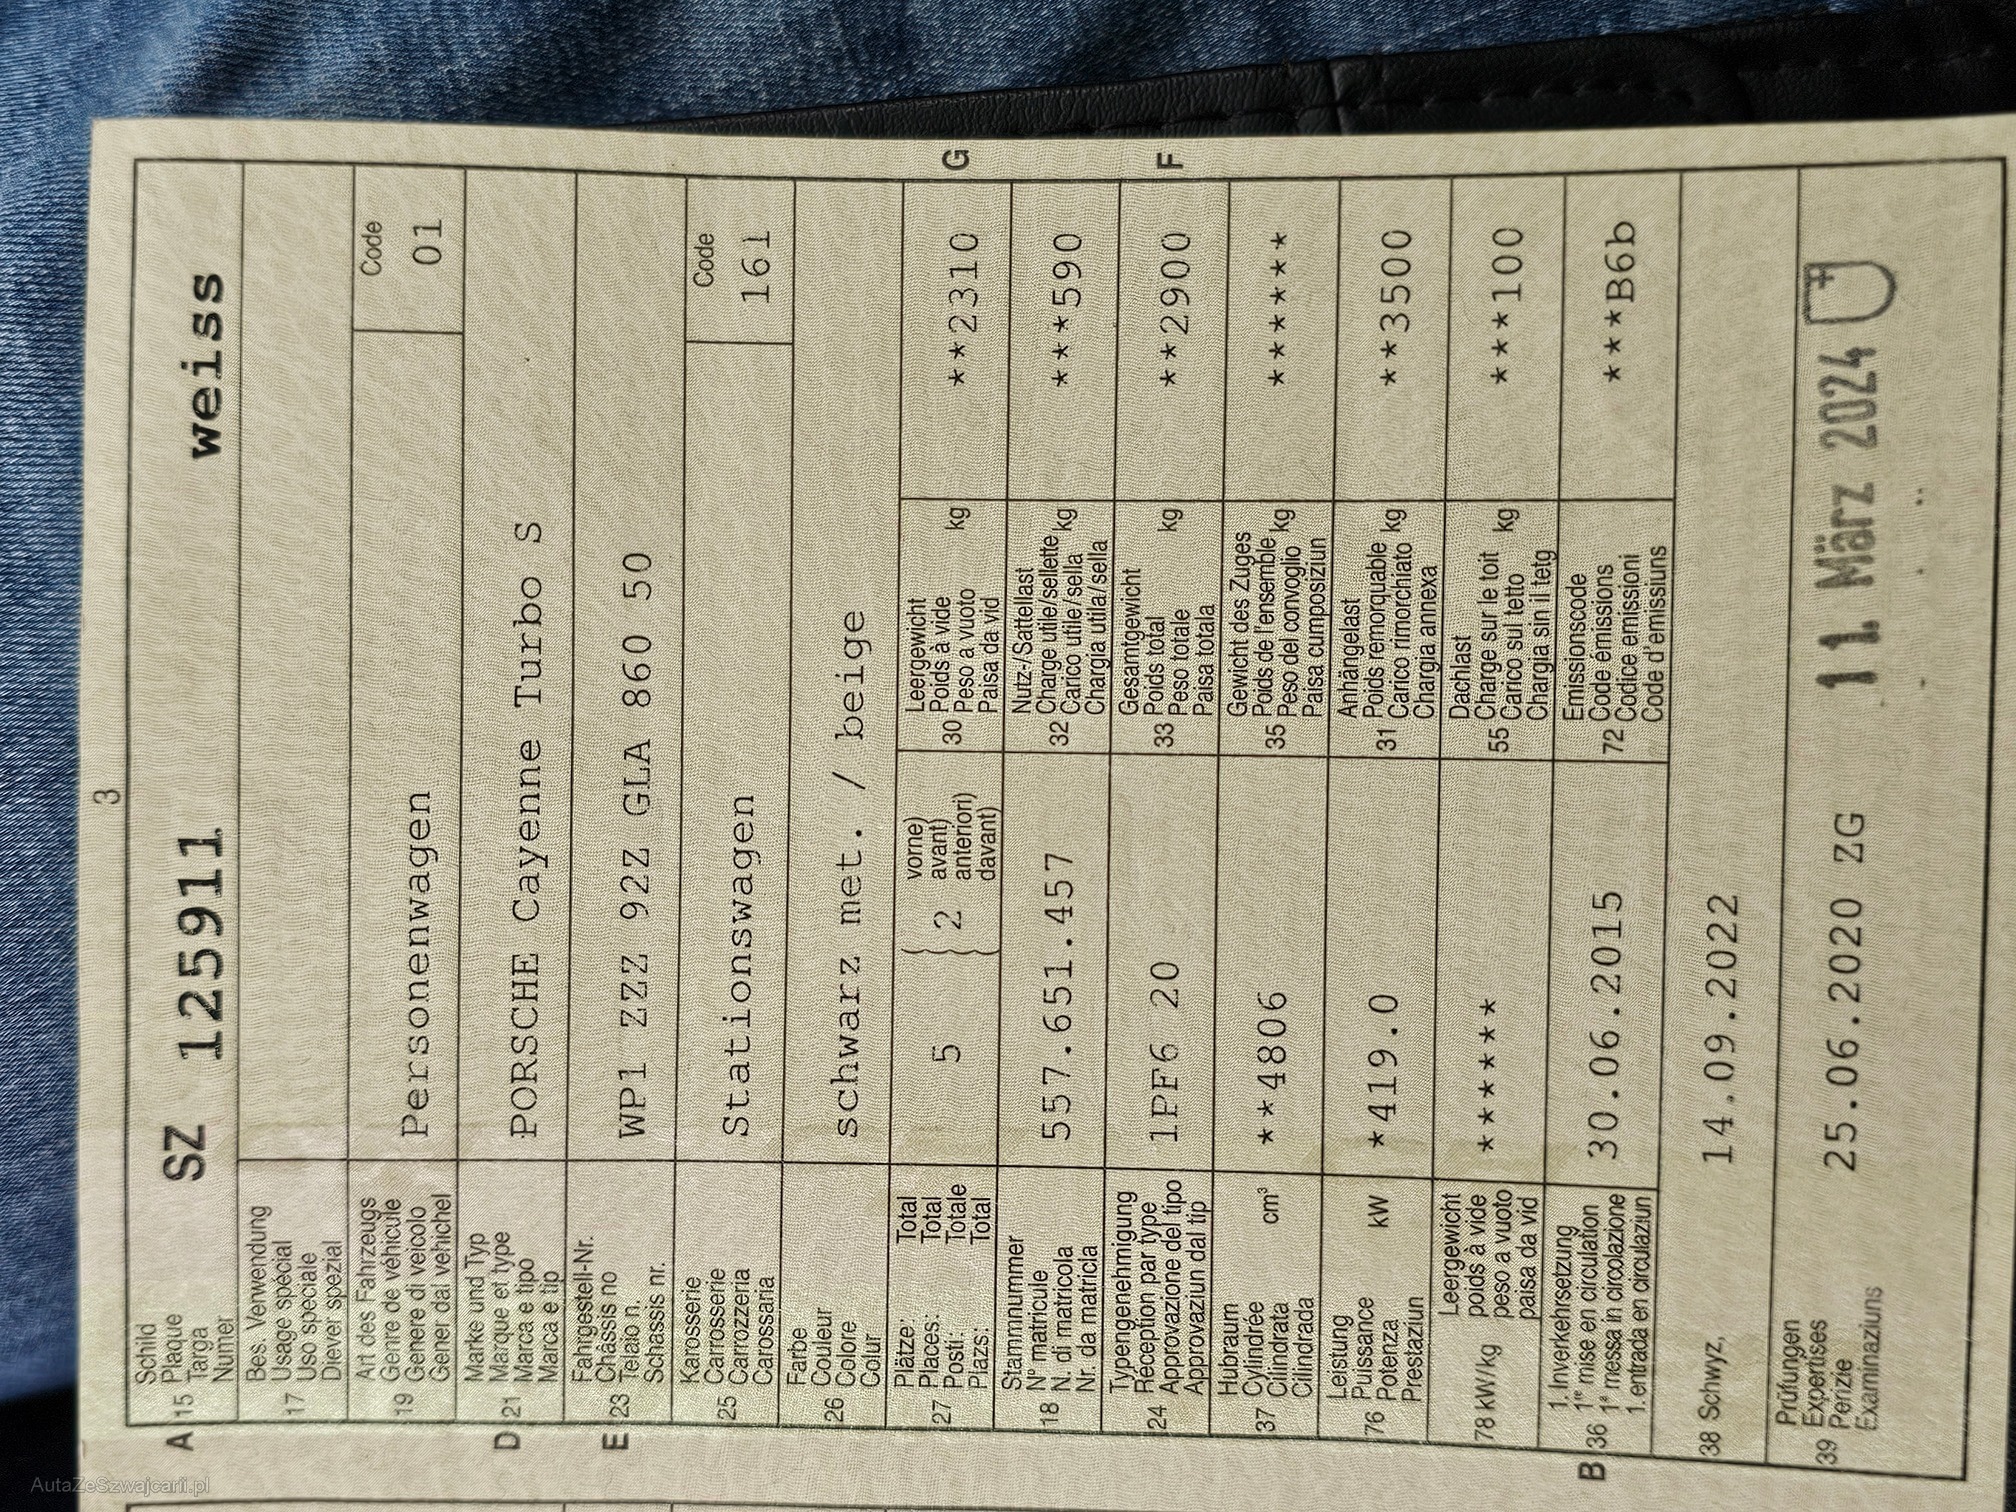 3
A 15 Schild
Plaque
Targa
Numer
SZ 125911 weiss
17 Bes. Verwendung
Usage spécial
Uso speciale
Diever spezial
19 Art des Fahrzeugs
Genre de véhicule
Genere di veicolo
Gener dal vehichel
Personenwagen
Code
01
D 21 Marke und Typ
Marque et type
Marca e tipo
Marca e tip
PORSCHE Cayenne Turbo S
E 23 Fahrgestell-Nr.
Châssis no
Telaio n.
Schassis nr.
WP1 ZZZ 92Z GLA 860 50
25 Karosserie
Carrosserie
Carrozzeria
Carossaria
Stationswagen
Code
161
26 Farbe
Couleur
Colore
Colur
schwarz met. / beige
27 Plätze: Total
Places: Total
Posti: Totale
Plazs: Total
5 { 2 vorne)
avant)
anteriori)
davant)
30 Leergewicht
Poids à vide
Peso a vuoto kg
Paisa da vid
**2310 G
18 Stammnummer
N° matricule
N. di matricola
Nr. da matricla
557.651.457
32 Nutz-/Sattellast
Charge utile/sellette kg
Carico utile/sella
Chargia utila/sella
***590
24 Typengenehmigung
Réception par type
Approvazione del tipo
Approvaziun dal tip
1PF6 20
33 Gesamtgewicht
Poids total
Peso totale kg
Paisa totala
**2900 F
37 Hubraum
Cylindrée
Cilindrata cm³
Cilindrada
**4806
35 Gewicht des Zuges
Poids de l'ensemble
Peso del convoglio kg
Paisa cumposiziun
******
76 Leistung
Puissance
Potenza kW
Prestaziun
*419.0
31 Anhängelast
Poids remorquable
Carico rimorchiato kg
Chargia annexa
**3500
78 kW/kg Leergewicht
poids à vide
peso a vuoto
paisa da vid
******
55 Dachlast
Charge sur le toit
Carico sul tetto kg
Chargia sin il tetg
****100
B 36 1. Inverkehrsetzung
1re mise en circulation
1a messa in circolazione
1. entrada en circulaziun
30.06.2015
72 Emissionscode
Code émissions
Codice emissioni
Code d'emissiuns
****B6b
38 Schwyz, 14.09.2022
39 Prüfungen
Expertises
Perizie
Examinaziuns
25.06.2020 ZG 11. März 2024
AutaZeSzwajcarii.pl